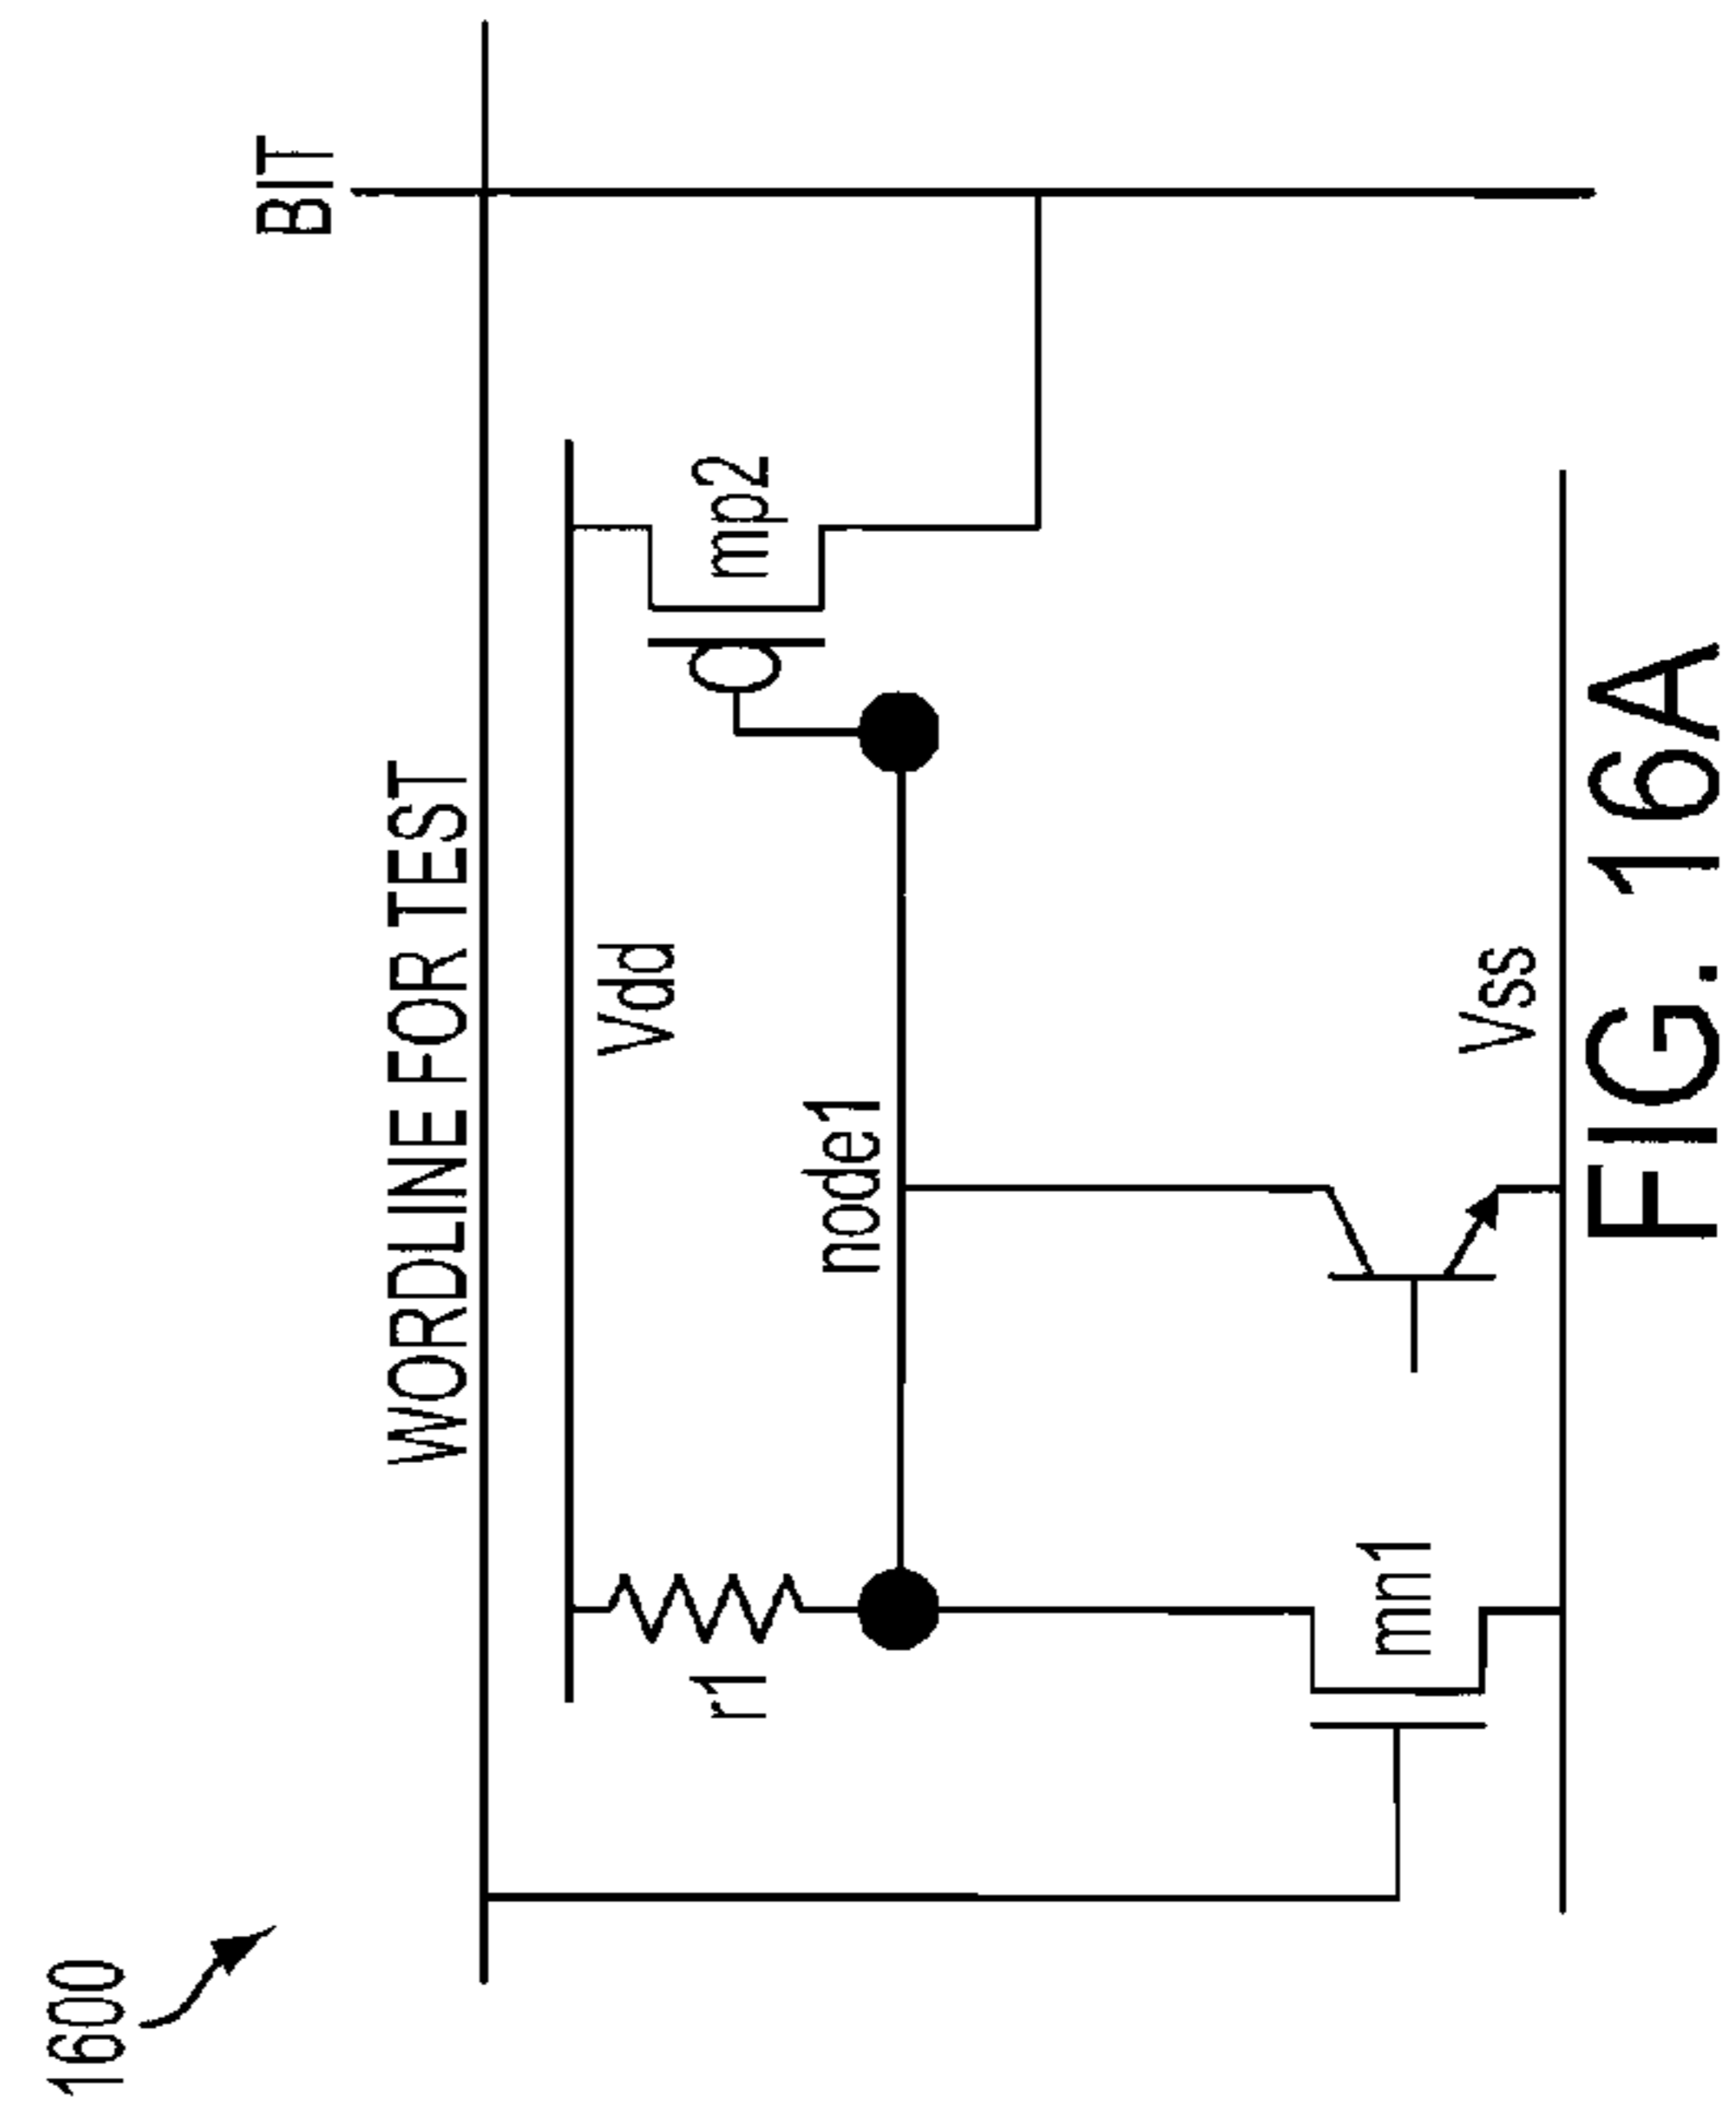 1600
BIT
WORDLINE FOR TEST
Vdd
r1
mp2
node1
mn1
Vss
FIG. 16A